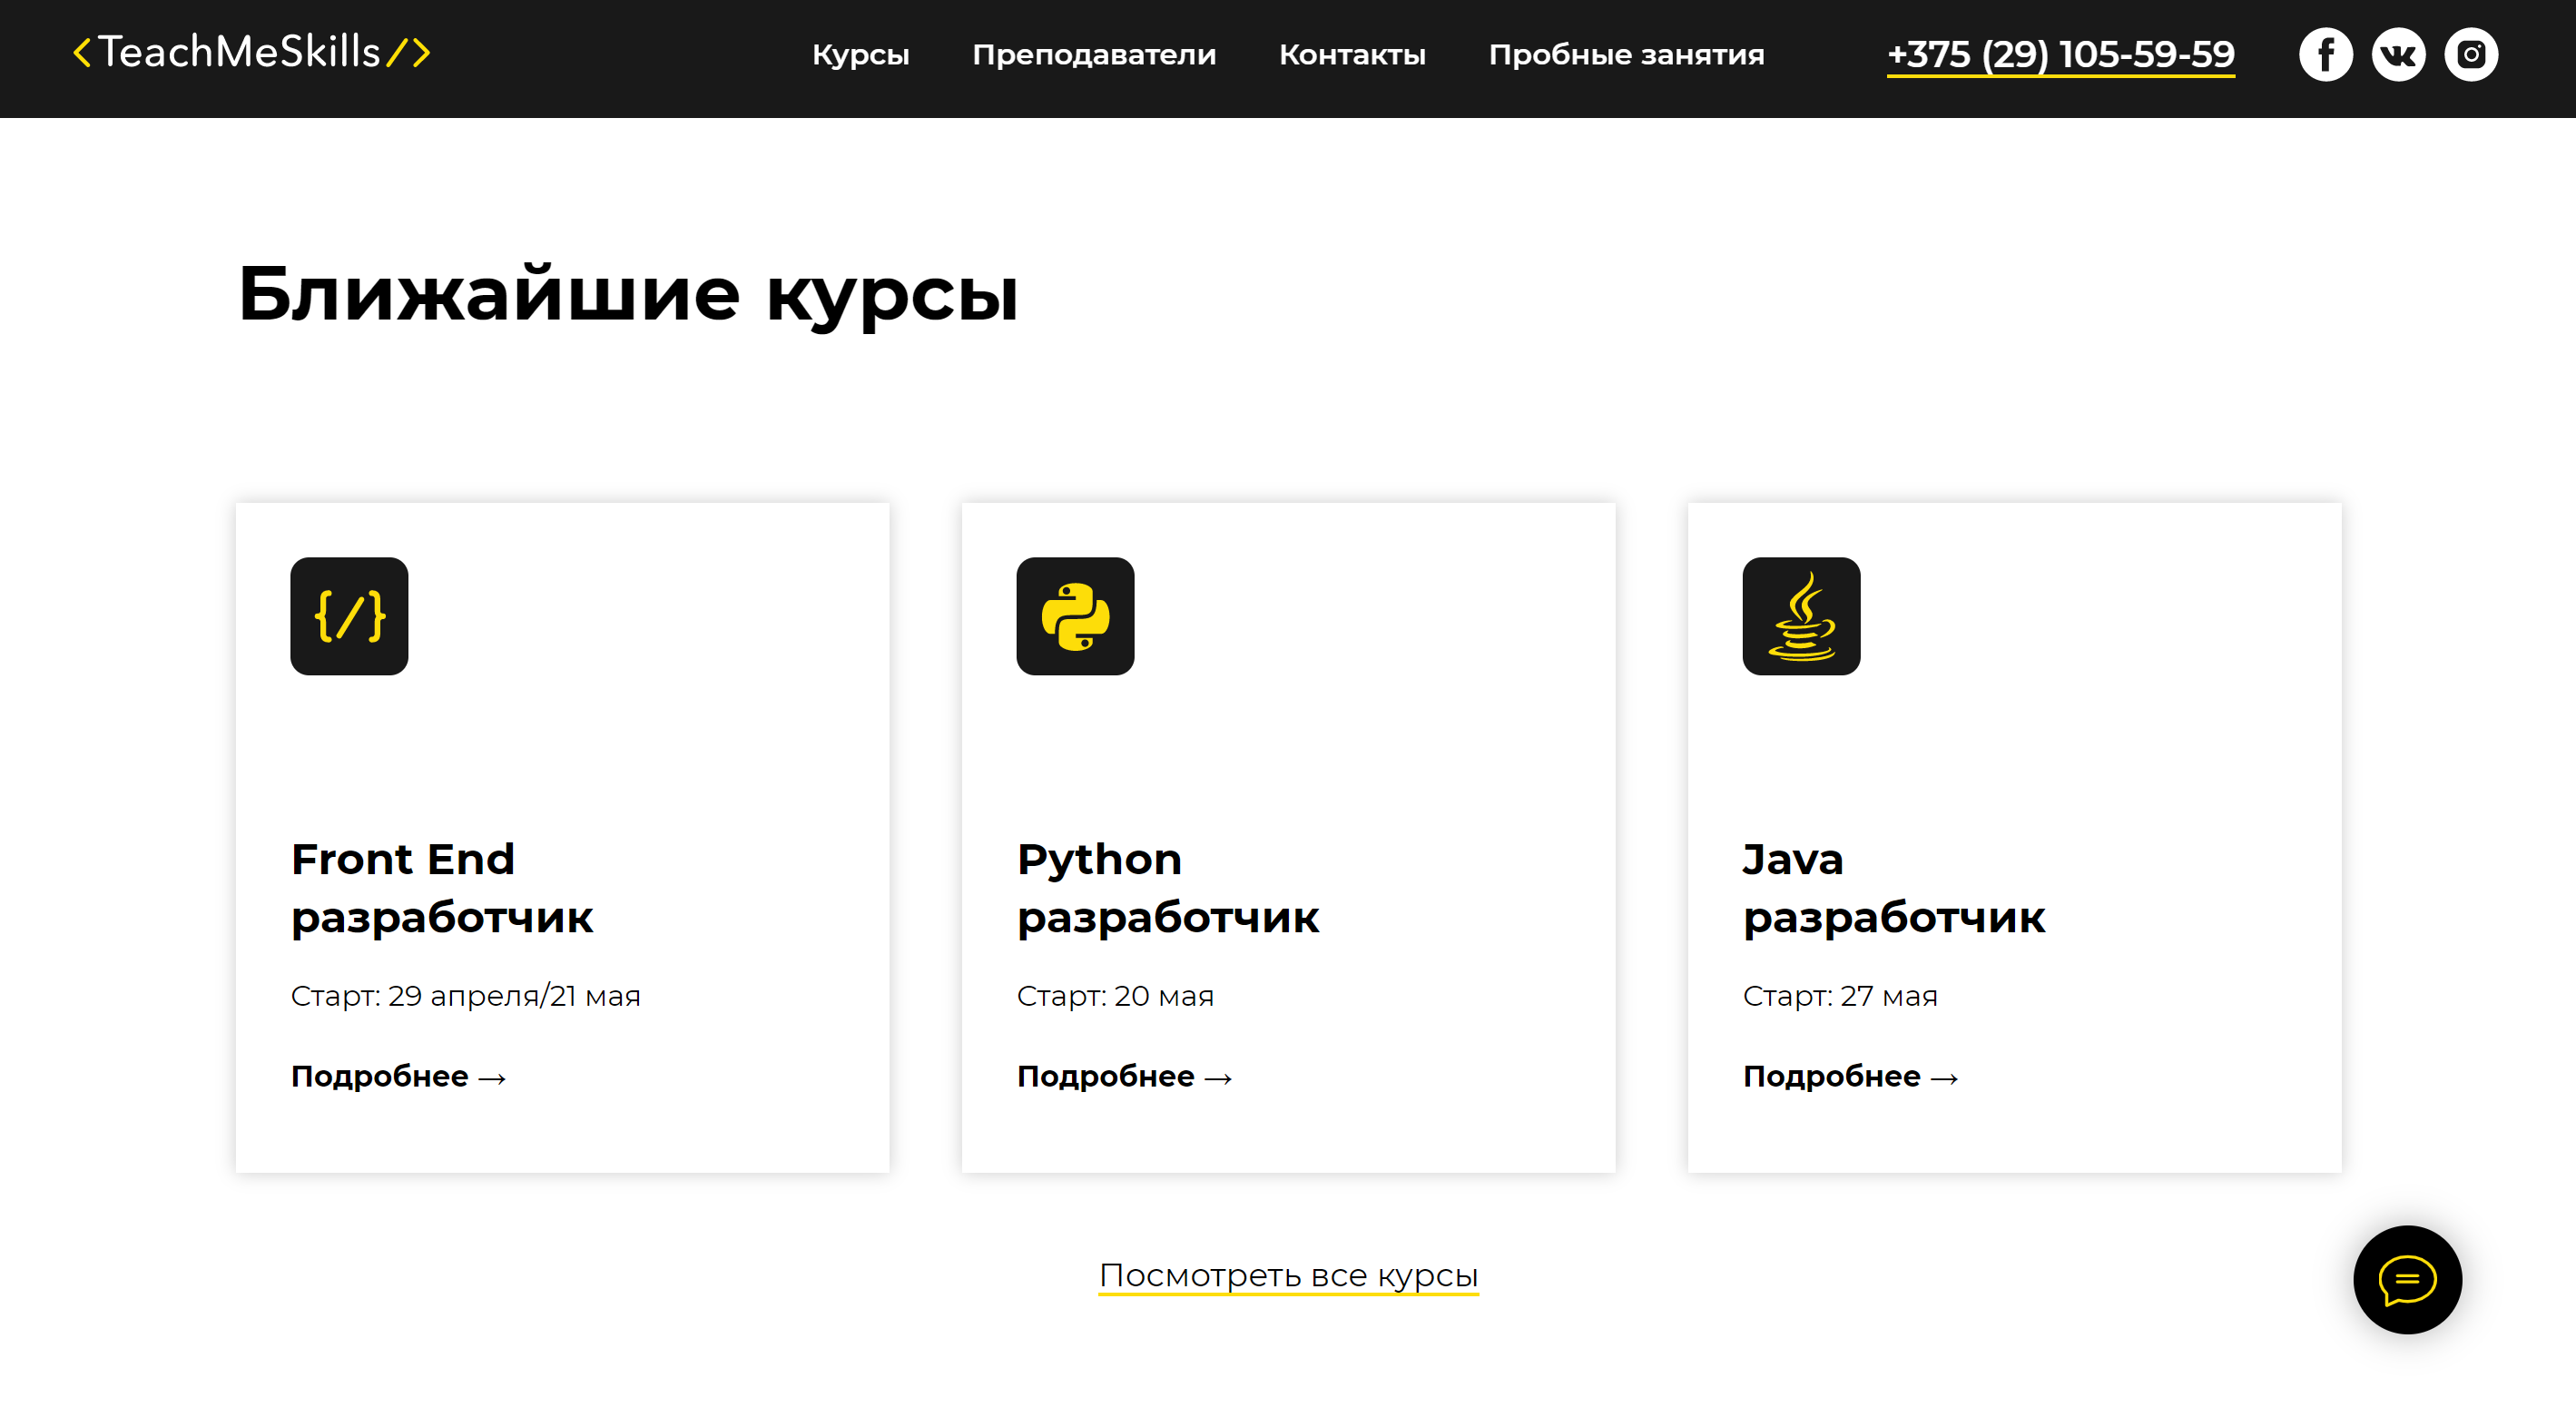 <TeachMeSkills/>
Курсы Преподаватели Контакты Пробные занятия +375 (29) 105-59-59
Ближайшие курсы
Front End
разработчик
Старт: 29 апреля/21 мая
Подробнее →
Python
разработчик
Старт: 20 мая
Подробнее →
Java
разработчик
Старт: 27 мая
Подробнее →
Посмотреть все курсы